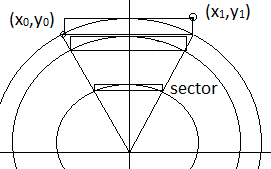 (x₀,y₀)
(x₁,y₁)
sector